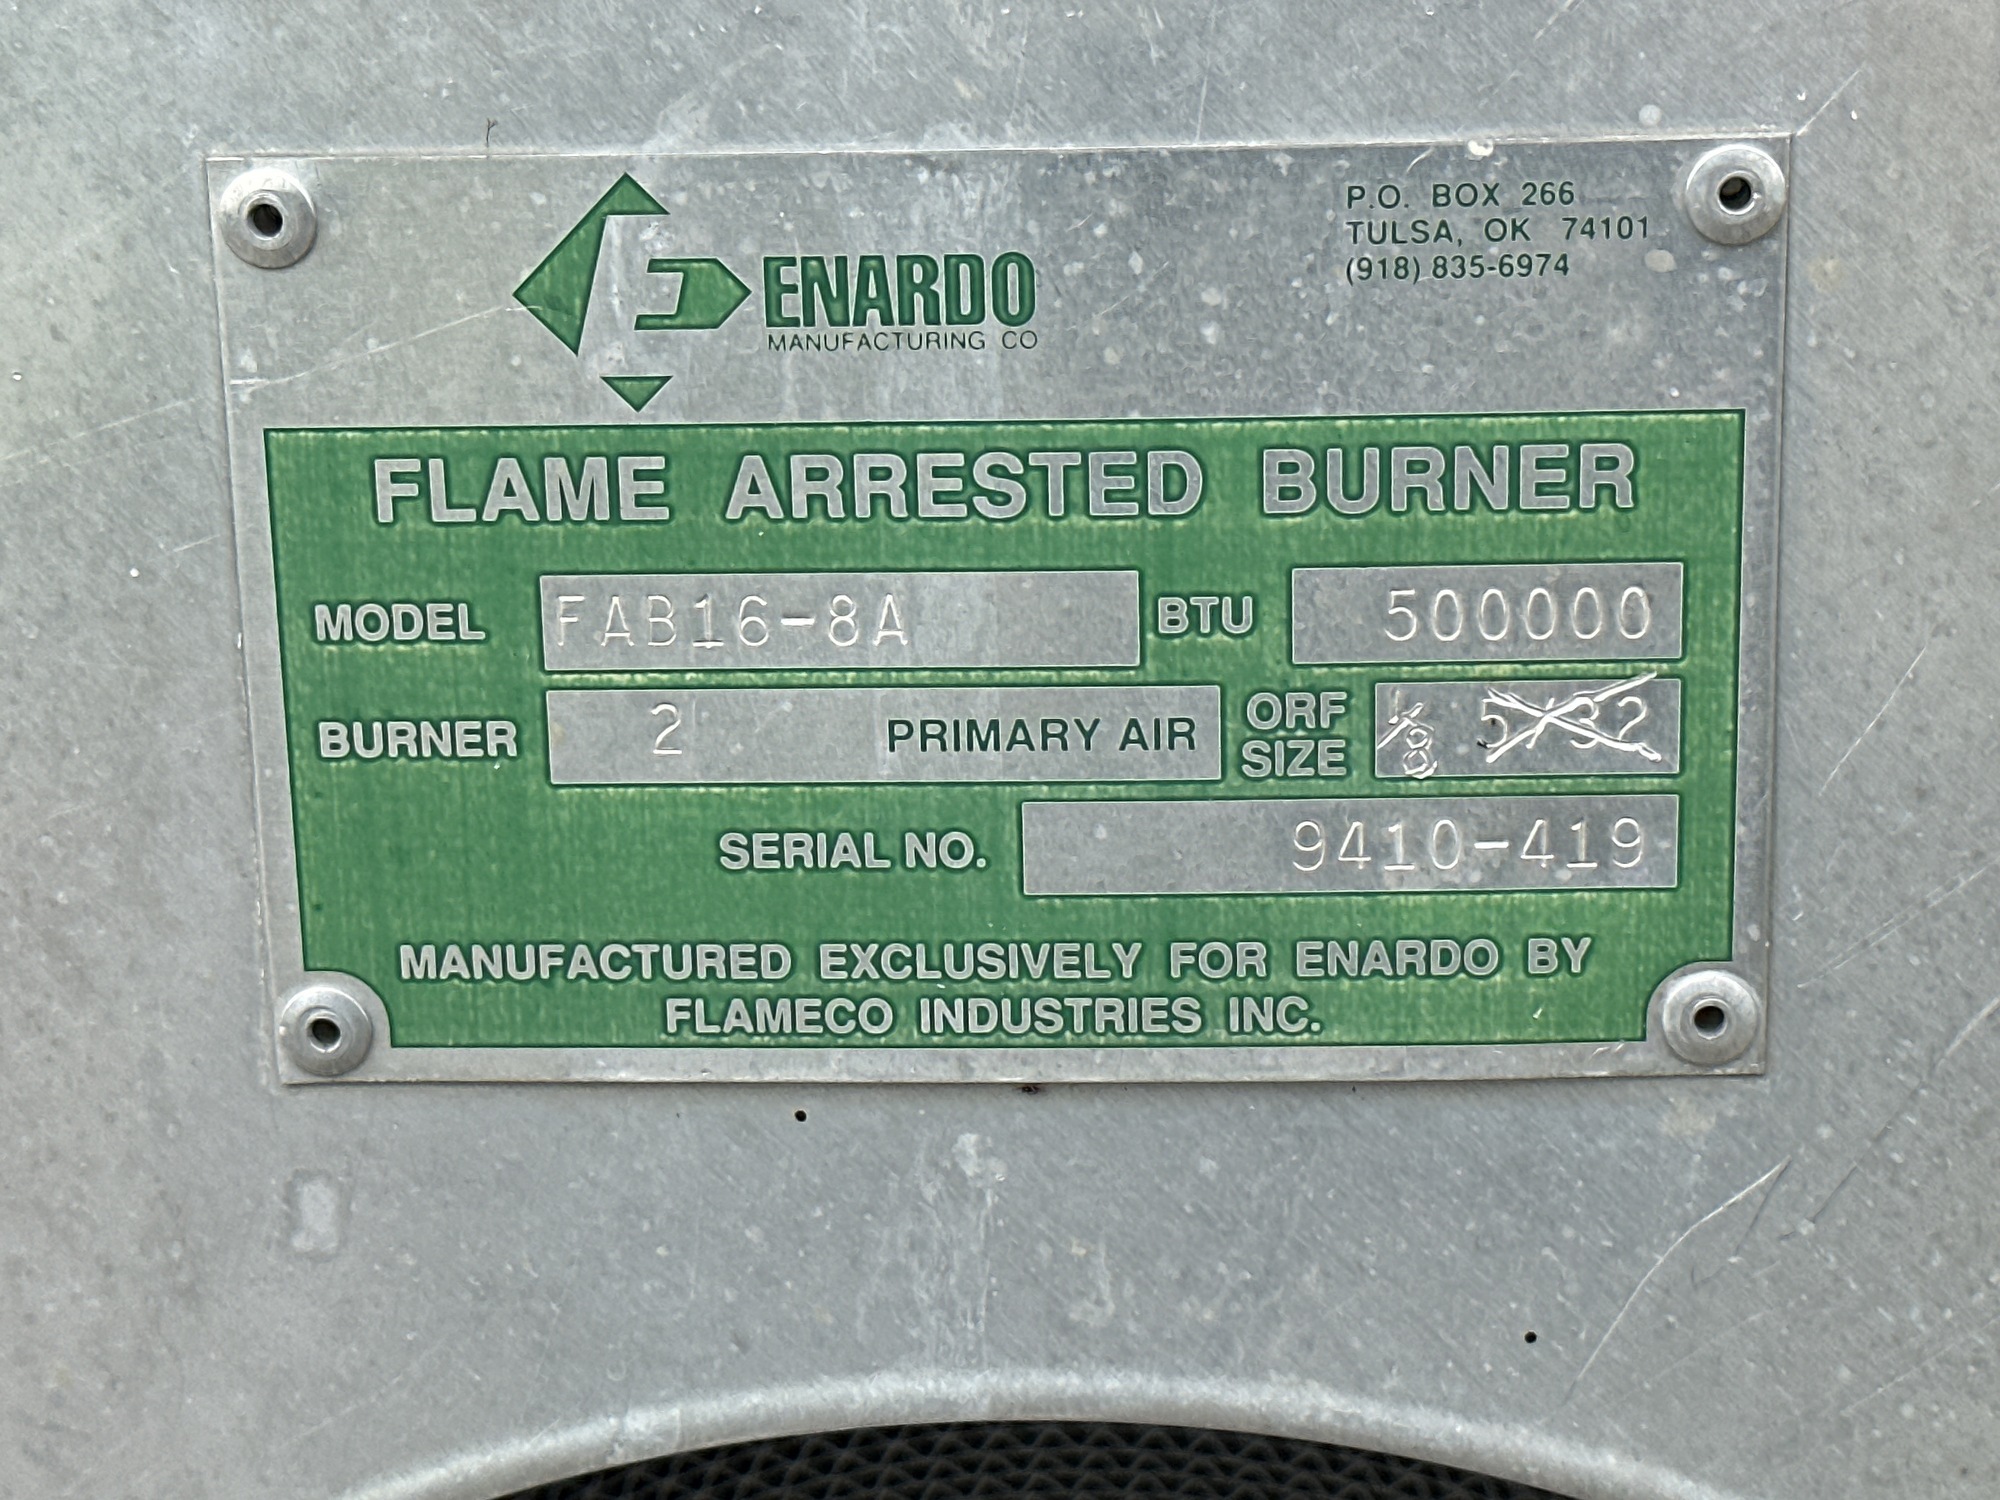 ENARDO
MANUFACTURING CO
P.O. BOX 266
TULSA, OK 74101
(918) 835-6974
FLAME ARRESTED BURNER
MODEL FAB16-8A BTU 500000
BURNER 2 PRIMARY AIR ORF SIZE 1/8 5/32
SERIAL NO. 9410-419
MANUFACTURED EXCLUSIVELY FOR ENARDO BY
FLAMECO INDUSTRIES INC.